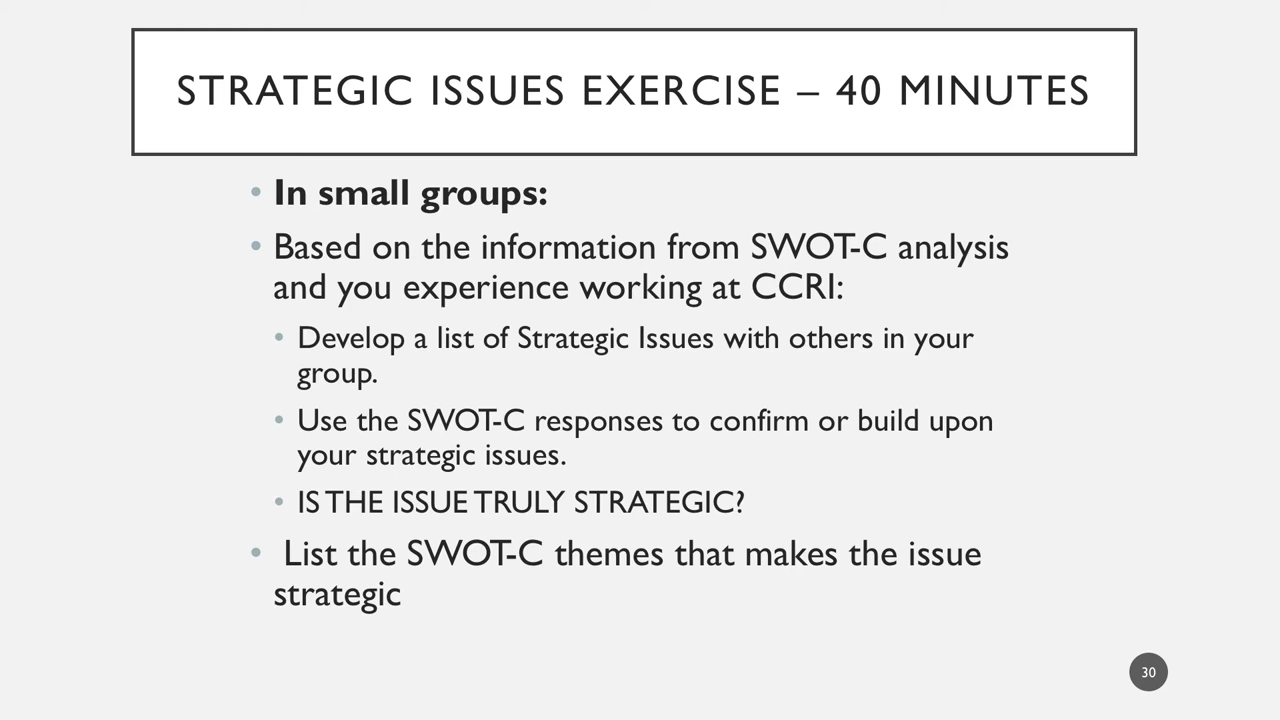 STRATEGIC ISSUES EXERCISE – 40 MINUTES
• In small groups:
• Based on the information from SWOT-C analysis
and you experience working at CCRI:
• Develop a list of Strategic Issues with others in your
group.
• Use the SWOT-C responses to confirm or build upon
your strategic issues.
• IS THE ISSUE TRULY STRATEGIC?
• List the SWOT-C themes that makes the issue
strategic
30